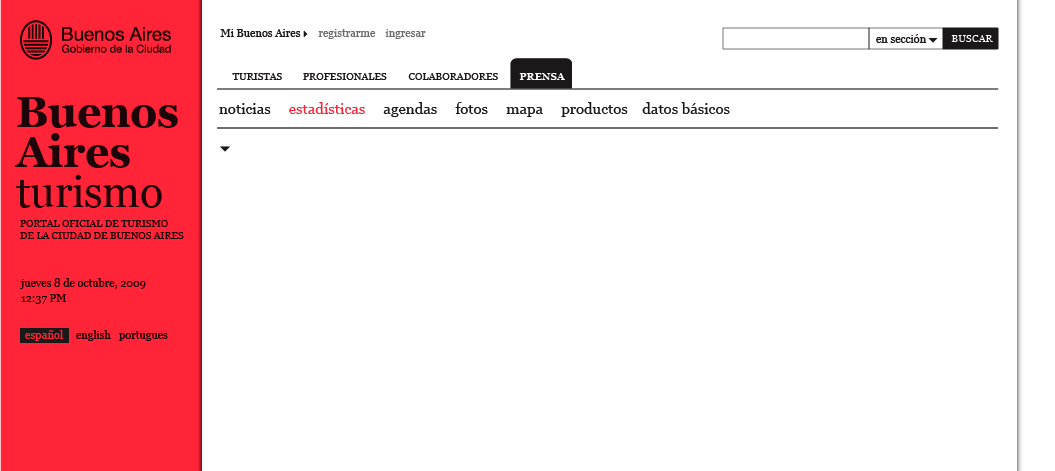 Buenos Aires
Gobierno de la Ciudad
Buenos
Aires
turismo
PORTAL OFICIAL DE TURISMO
DE LA CIUDAD DE BUENOS AIRES
jueves 8 de octubre, 2009
12:37 PM
español english portugues
Mi Buenos Aires registrarme ingresar
en sección BUSCAR
TURISTAS PROFESIONALES COLABORADORES PRENSA
noticias estadísticas agendas fotos mapa productos datos básicos